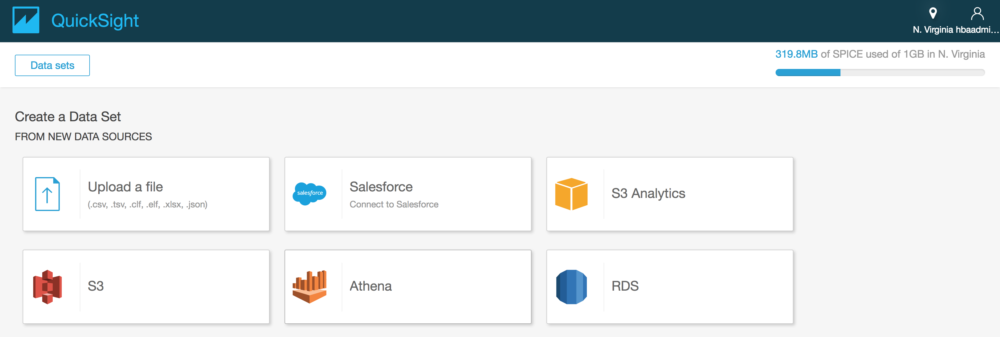 QuickSight
N. Virginia hbaadmi...
Data sets
319.8MB of SPICE used of 1GB in N. Virginia
Create a Data Set
FROM NEW DATA SOURCES
Upload a file
(.csv, .tsv, .clf, .elf, .xlsx, .json)
salesforce
Salesforce
Connect to Salesforce
S3 Analytics
S3
Athena
RDS